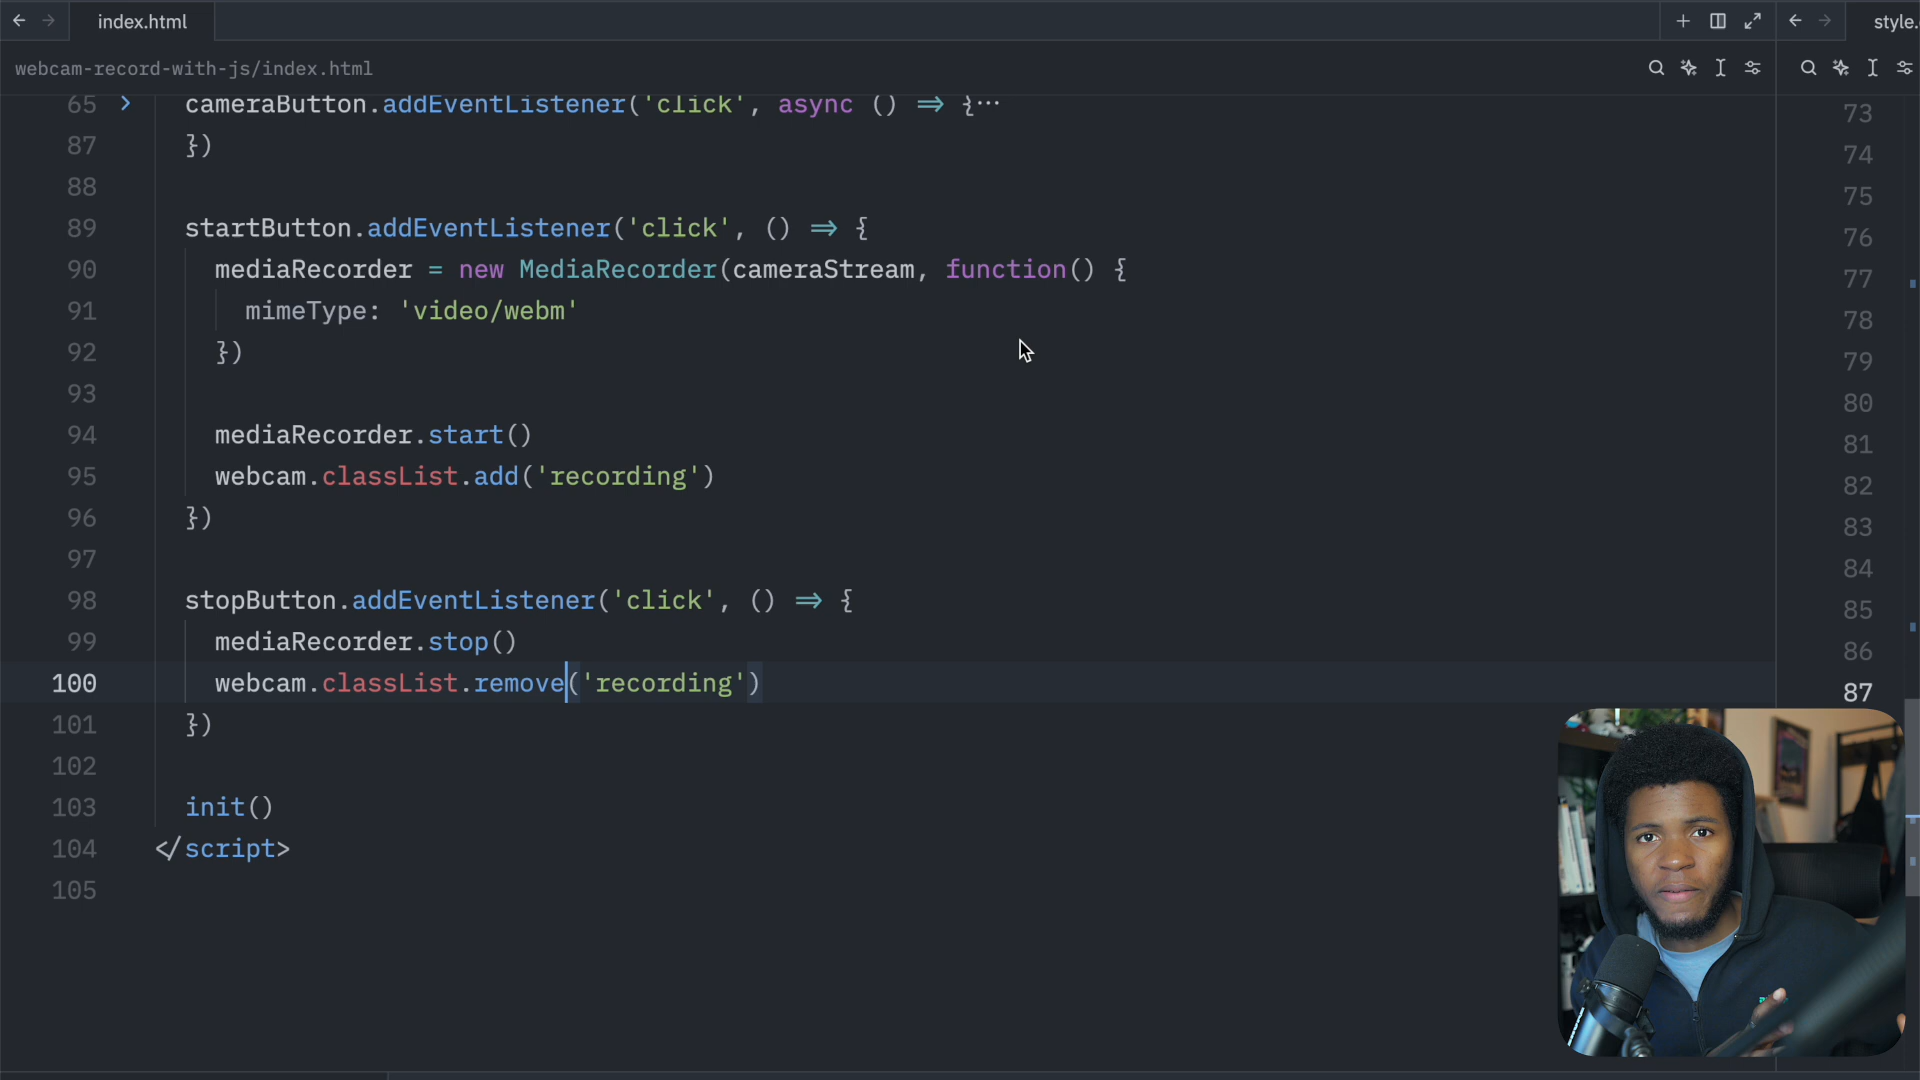 index.html
style.
webcam-record-with-js/index.html
65 cameraButton.addEventListener('click', async () => {···
87 })
88
89 startButton.addEventListener('click', () => {
90 mediaRecorder = new MediaRecorder(cameraStream, function() {
91 mimeType: 'video/webm'
92 })
93
94 mediaRecorder.start()
95 webcam.classList.add('recording')
96 })
97
98 stopButton.addEventListener('click', () => {
99 mediaRecorder.stop()
100 webcam.classList.remove('recording')
101 })
102
103 init()
104 </script>
105
73
74
75
76
77
78
79
80
81
82
83
84
85
86
87